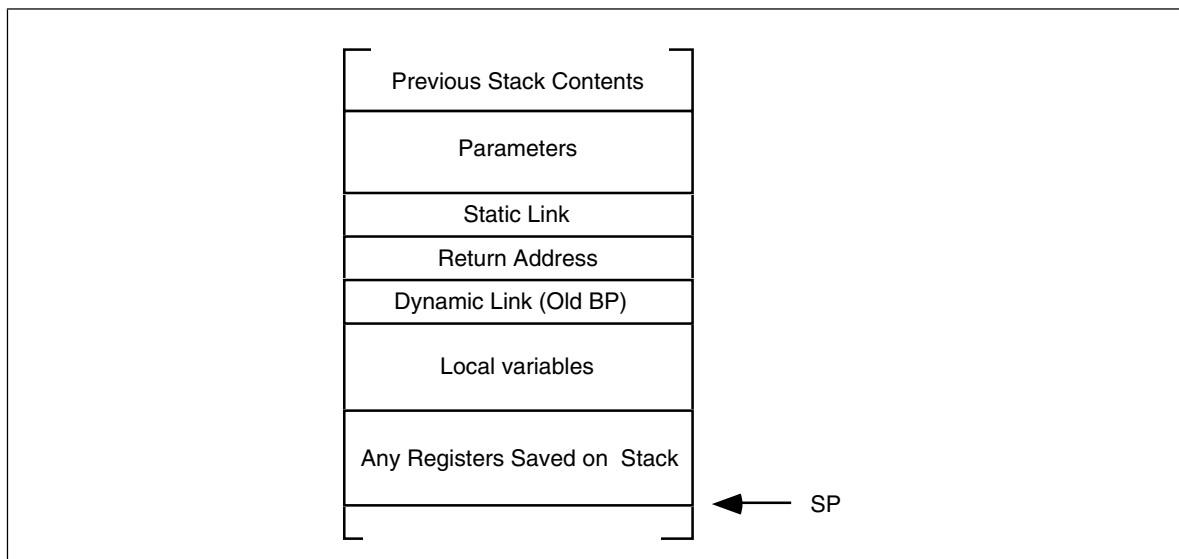 Previous Stack Contents
Parameters
Static Link
Return Address
Dynamic Link (Old BP)
Local variables
Any Registers Saved on Stack
SP